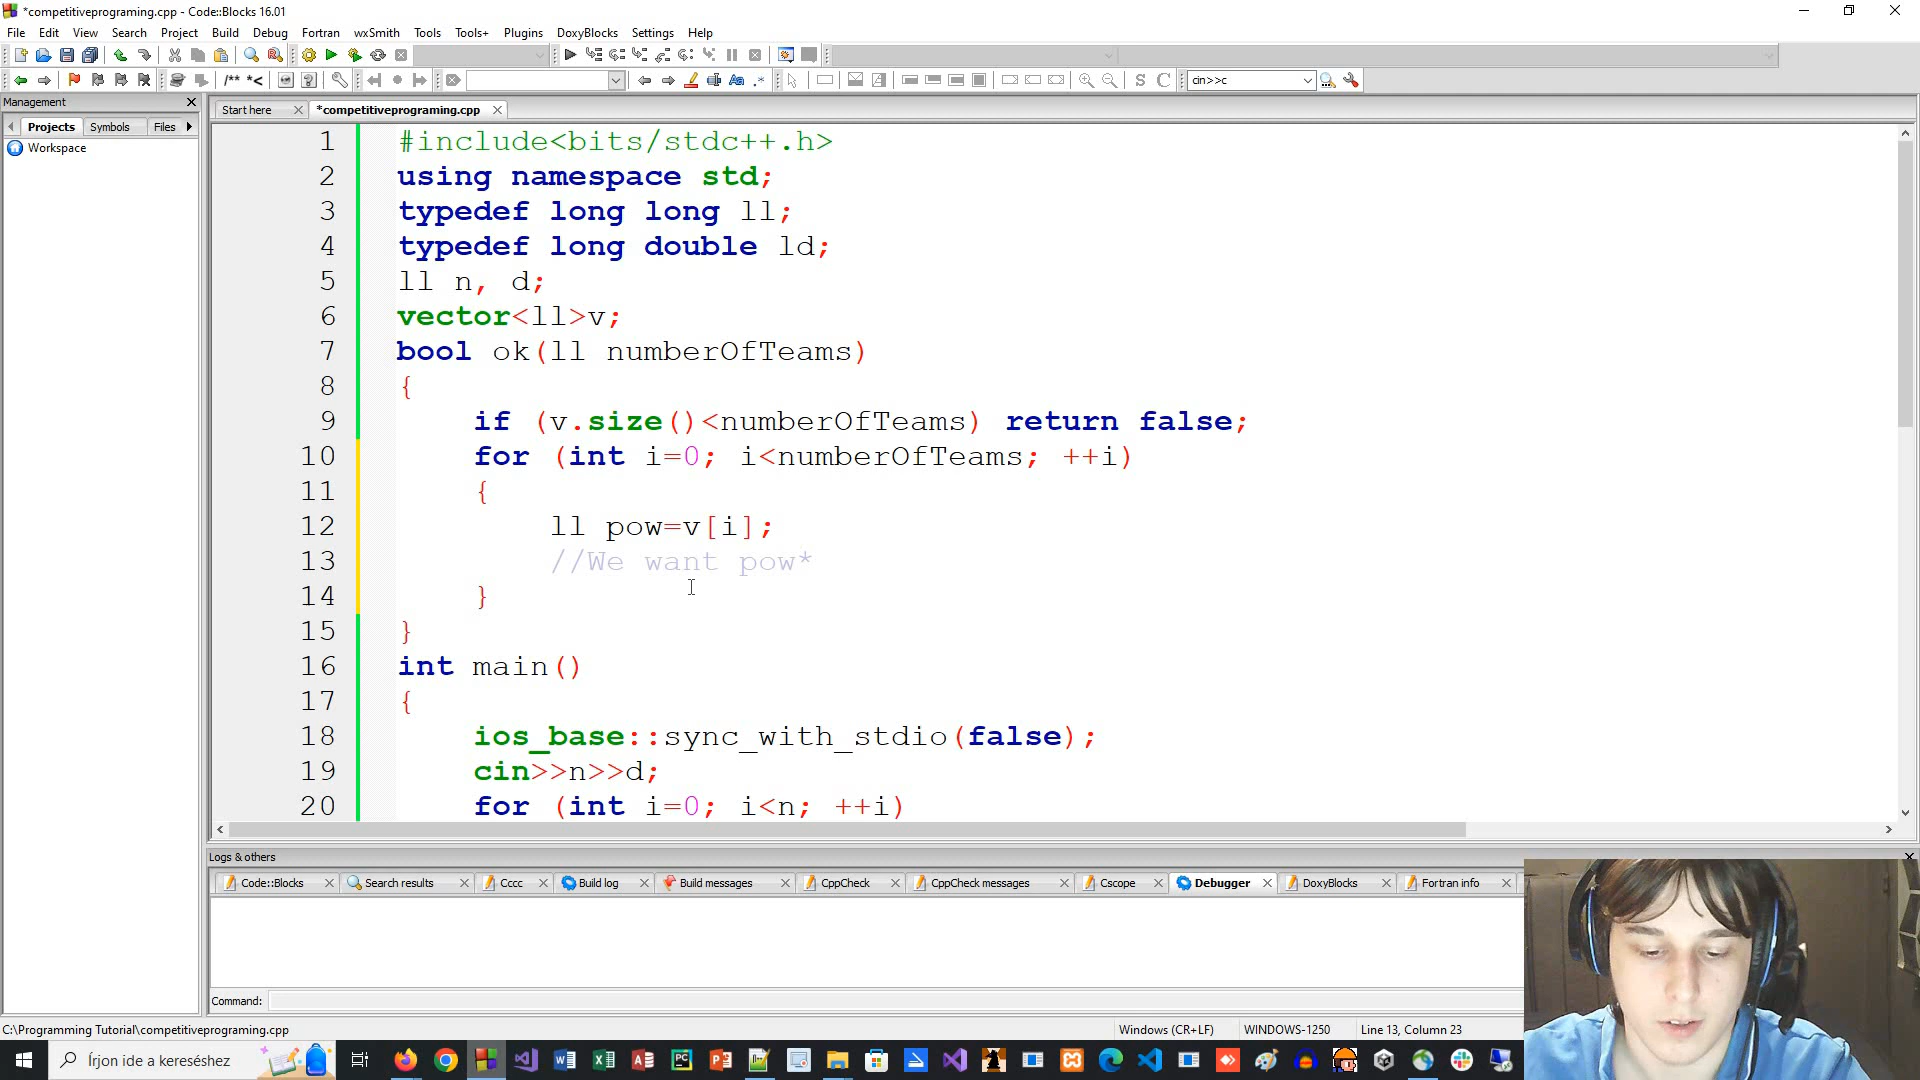 *competitiveprograming.cpp - Code::Blocks 16.01
File Edit View Search Project Build Debug Fortran wxSmith Tools Tools+ Plugins DoxyBlocks Settings Help
/** *<
cin>>c
Management
Start here
*competitiveprograming.cpp
Projects Symbols Files
Workspace
1 #include<bits/stdc++.h>
2 using namespace std;
3 typedef long long ll;
4 typedef long double ld;
5 ll n, d;
6 vector<ll>v;
7 bool ok(ll numberOfTeams)
8 {
9 if (v.size()<numberOfTeams) return false;
10 for (int i=0; i<numberOfTeams; ++i)
11 {
12 ll pow=v[i];
13 //We want pow*
14 }
15 }
16 int main()
17 {
18 ios_base::sync_with_stdio(false);
19 cin>>n>>d;
20 for (int i=0; i<n; ++i)
Logs & others
Code::Blocks Search results Cccc Build log Build messages CppCheck CppCheck messages Cscope Debugger DoxyBlocks Fortran info
Command:
C:\Programming Tutorial\competitiveprograming.cpp Windows (CR+LF) WINDOWS-1250 Line 13, Column 23
Írjon ide a kereséshez